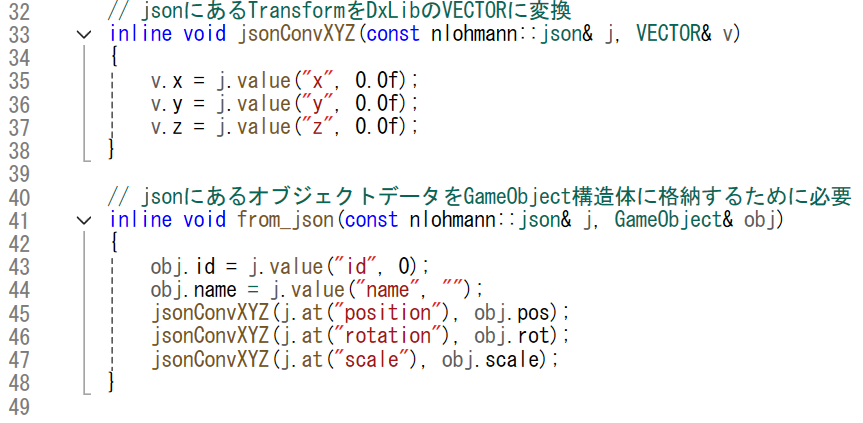 32 // jsonにあるTransformをDxLibのVECTORに変換
33 inline void jsonConvXYZ(const nlohmann::json& j, VECTOR& v)
34 {
35 v.x = j.value("x", 0.0f);
36 v.y = j.value("y", 0.0f);
37 v.z = j.value("z", 0.0f);
38 }
39
40 // jsonにあるオブジェクトデータをGameObject構造体に格納するために必要
41 inline void from_json(const nlohmann::json& j, GameObject& obj)
42 {
43 obj.id = j.value("id", 0);
44 obj.name = j.value("name", "");
45 jsonConvXYZ(j.at("position"), obj.pos);
46 jsonConvXYZ(j.at("rotation"), obj.rot);
47 jsonConvXYZ(j.at("scale"), obj.scale);
48 }
49